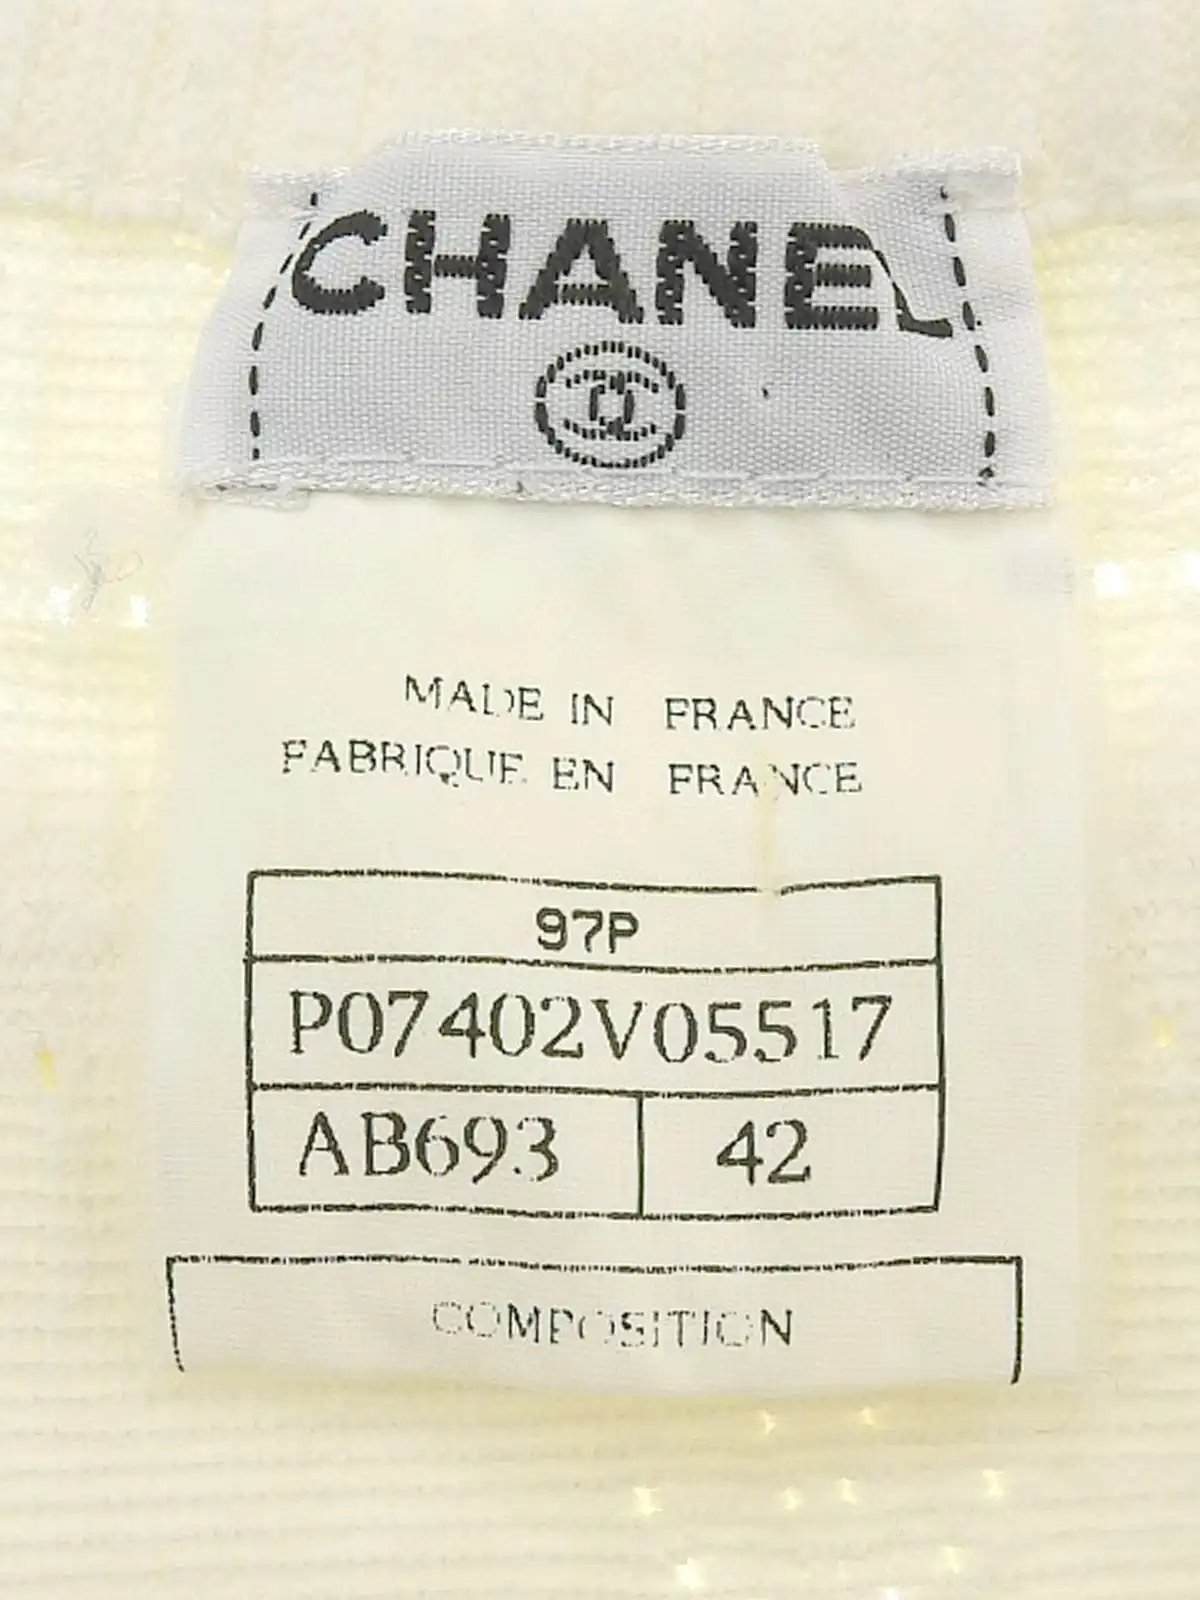 CHANEL
MADE IN FRANCE
FABRIQUE EN FRANCE
97P
P07402V05517
AB693 42
COMPOSITION